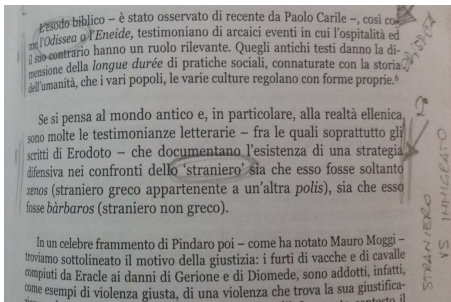 L'esodo biblico – è stato osservato di recente da Paolo Carile –, così co-
me l'Odissea o l'Eneide, testimoniano di arcaici eventi in cui l'ospitalità ed
il suo contrario hanno un ruolo rilevante. Quegli antichi testi danno la di-
mensione della longue durée di pratiche sociali, connaturate con la storia
dell'umanità, che i vari popoli, le varie culture regolano con forme proprie.⁶
Se si pensa al mondo antico e, in particolare, alla realtà ellenica,
sono molte le testimonianze letterarie – fra le quali soprattutto gli
scritti di Erodoto – che documentano l'esistenza di una strategia
difensiva nei confronti dello 'straniero' sia che esso fosse soltanto
xenos (straniero greco appartenente a un'altra polis), sia che esso
fosse bàrbaros (straniero non greco).
In un celebre frammento di Pindaro poi – come ha notato Mauro Moggi –
troviamo sottolineato il motivo della giustizia: i furti di vacche e di cavalle
compiuti da Eracle ai danni di Gerione e di Diomede, sono addotti, infatti,
come esempi di violenza giusta, di una violenza che trova la sua giustifica-
STRANIERO
VS IMMIGRATO